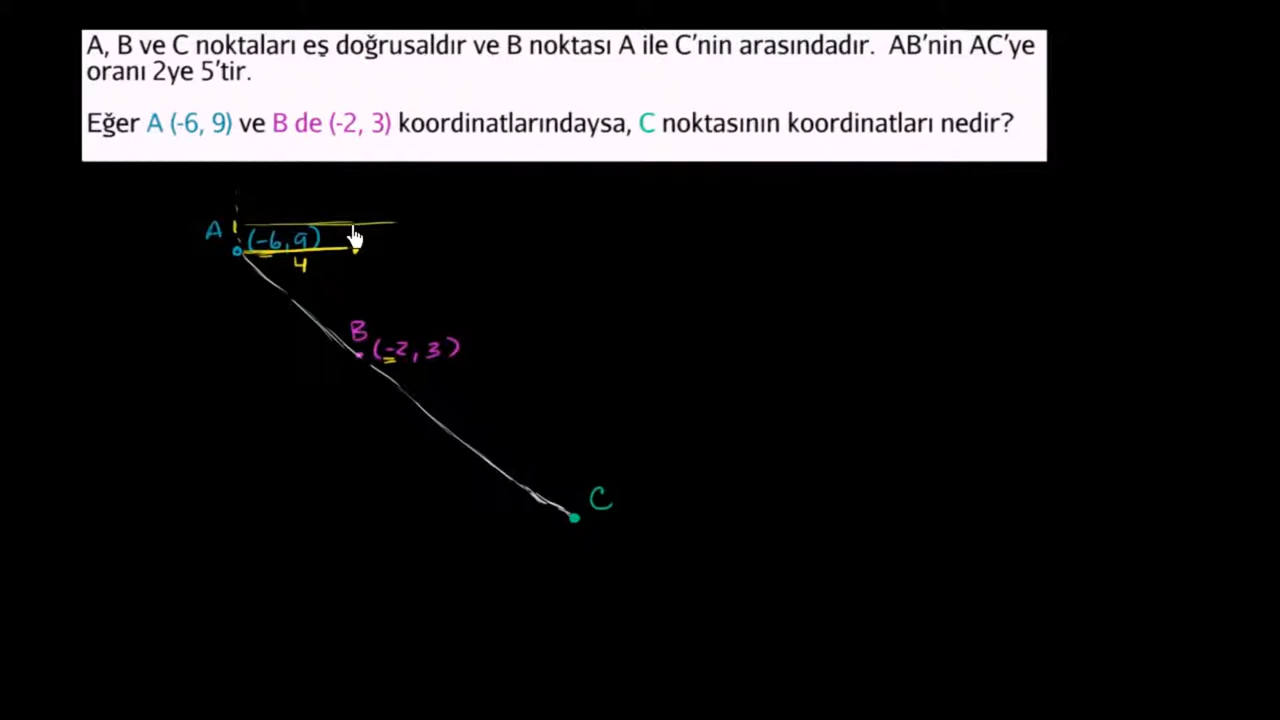 A, B ve C noktaları eş doğrusaldır ve B noktası A ile C’nin arasındadır. AB’nin AC’ye
oranı 2ye 5’tir.
Eğer A (-6, 9) ve B de (-2, 3) koordinatlarındaysa, C noktasının koordinatları nedir?
A (-6, 9)
4
B
(-2, 3)
C